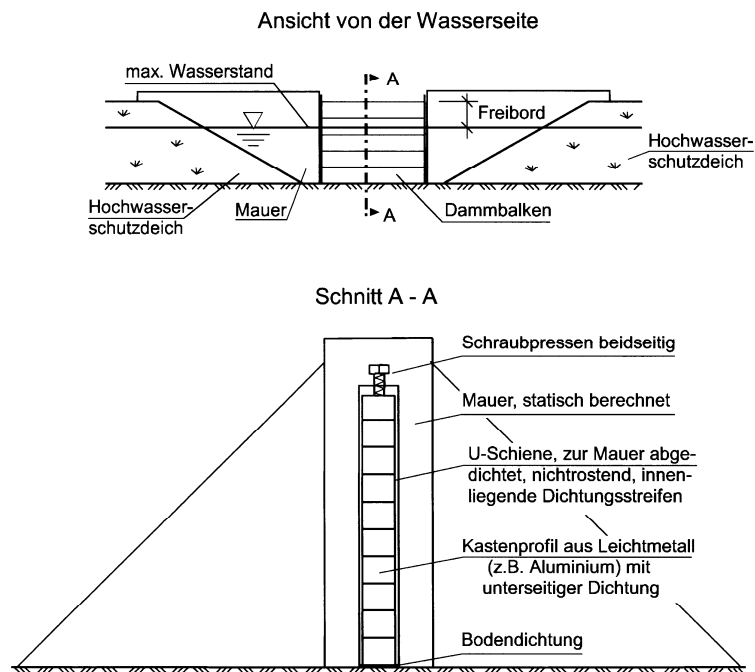 Ansicht von der Wasserseite
max. Wasserstand
A
Freibord
Hochwasser-
schutzdeich
Hochwasser-
schutzdeich
Mauer
A
Dammbalken
Schnitt A - A
Schraubpressen beidseitig
Mauer, statisch berechnet
U-Schiene, zur Mauer abge-
dichtet, nichtrostend, innen-
liegende Dichtungsstreifen
Kastenprofil aus Leichtmetall
(z.B. Aluminium) mit
unterseitiger Dichtung
Bodendichtung